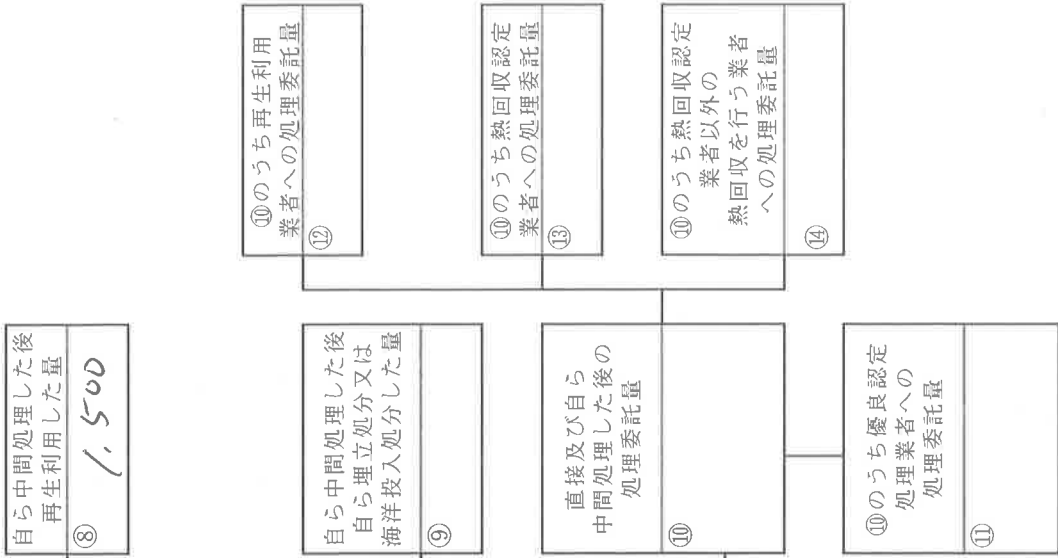 自ら中間処理した後
再生利用した量
⑧
1.500
自ら中間処理した後
自ら埋立処分又は
海洋投入処分した量
⑨
直接及び自ら
中間処理した後の
処理委託量
⑩
⑩のうち優良認定
処理業者への
処理委託量
⑪
⑩のうち再生利用
業者への処理委託量
⑫
⑩のうち熱回収認定
業者への処理委託量
⑬
⑩のうち熱回収認定
業者以外の
熱回収を行う業者
への処理委託量
⑭